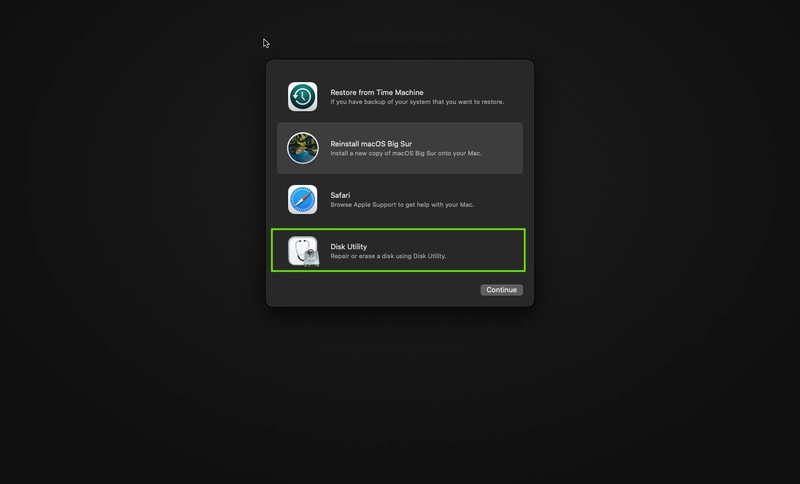 Restore from Time Machine
If you have backup of your system that you want to restore.
Reinstall macOS Big Sur
Install a new copy of macOS Big Sur onto your Mac.
Safari
Browse Apple Support to get help with your Mac.
Disk Utility
Repair or erase a disk using Disk Utility.
Continue